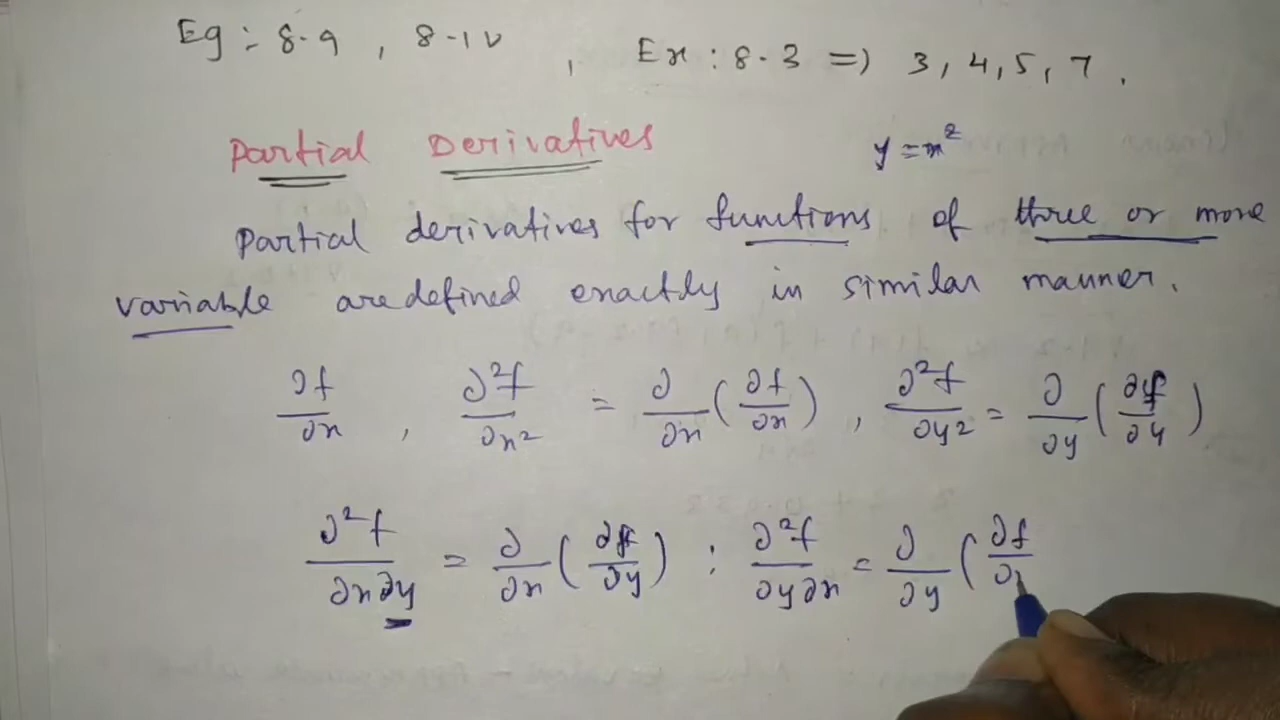 Eg :- 8.9 , 8.10 , Ex : 8.3 => 3, 4, 5, 7 .
Partial Derivatives
y = x²
Partial derivatives for functions of three or more
variable are defined exactly in similar manner.
∂f/∂x , ∂²f/∂x² = ∂/∂x (∂f/∂x) , ∂²f/∂y² = ∂/∂y (∂f/∂y)
∂²f/∂x∂y = ∂/∂x (∂f/∂y) ; ∂²f/∂y∂x = ∂/∂y (∂f/∂x